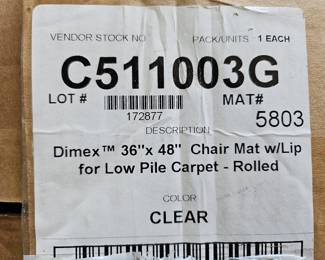 VENDOR STOCK NO PACK/UNITS 1 EACH
C511003G
LOT # MAT#
172877 5803
DESCRIPTION
Dimex™ 36"x 48" Chair Mat w/Lip
for Low Pile Carpet - Rolled
COLOR
CLEAR